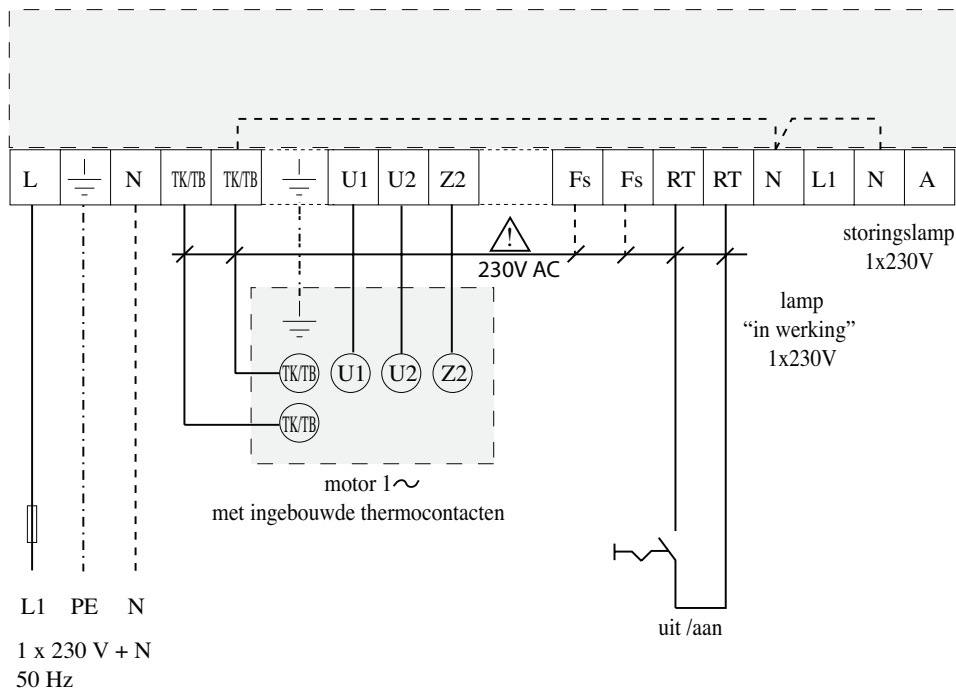 L N TK/TB TK/TB U1 U2 Z2 Fs Fs RT RT N L1 N A
!
230V AC
storingslamp
1x230V
lamp
“in werking”
1x230V
TK/TB U1 U2 Z2
TK/TB
motor 1~
met ingebouwde thermocontacten
L1 PE N
1 x 230 V + N
50 Hz
uit /aan